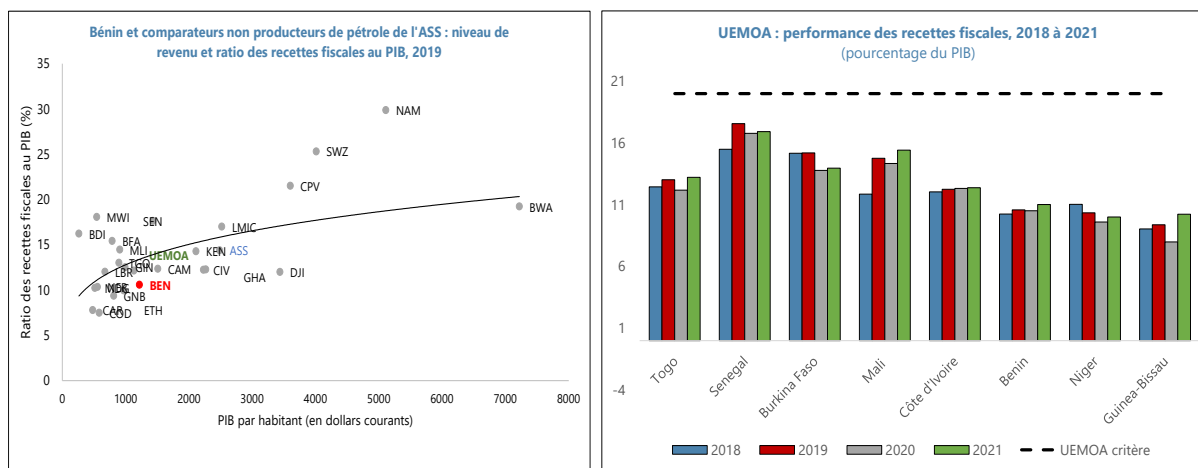 Bénin et comparateurs non producteurs de pétrole de l'ASS : niveau de
revenu et ratio des recettes fiscales au PIB, 2019
Ratio des recettes fiscales au PIB (%)
35
30
25
20
15
10
5
0
NAM
SWZ
CPV
BWA
MWI
SEN
LMIC
BDI
BFA
MLI
UEMOA
KEN
ASS
TGO
GIN
CAM
CIV
GHA
DJI
LBR
BEN
NER
GNB
CAR
COD
ETH
0 1000 2000 3000 4000 5000 6000 7000 8000
PIB par habitant (en dollars courants)
UEMOA : performance des recettes fiscales, 2018 à 2021
(pourcentage du PIB)
21
16
11
6
1
-4
Togo
Senegal
Burkina Faso
Mali
Côte d'Ivoire
Benin
Niger
Guinea-Bissau
2018 2019 2020 2021 UEMOA critère